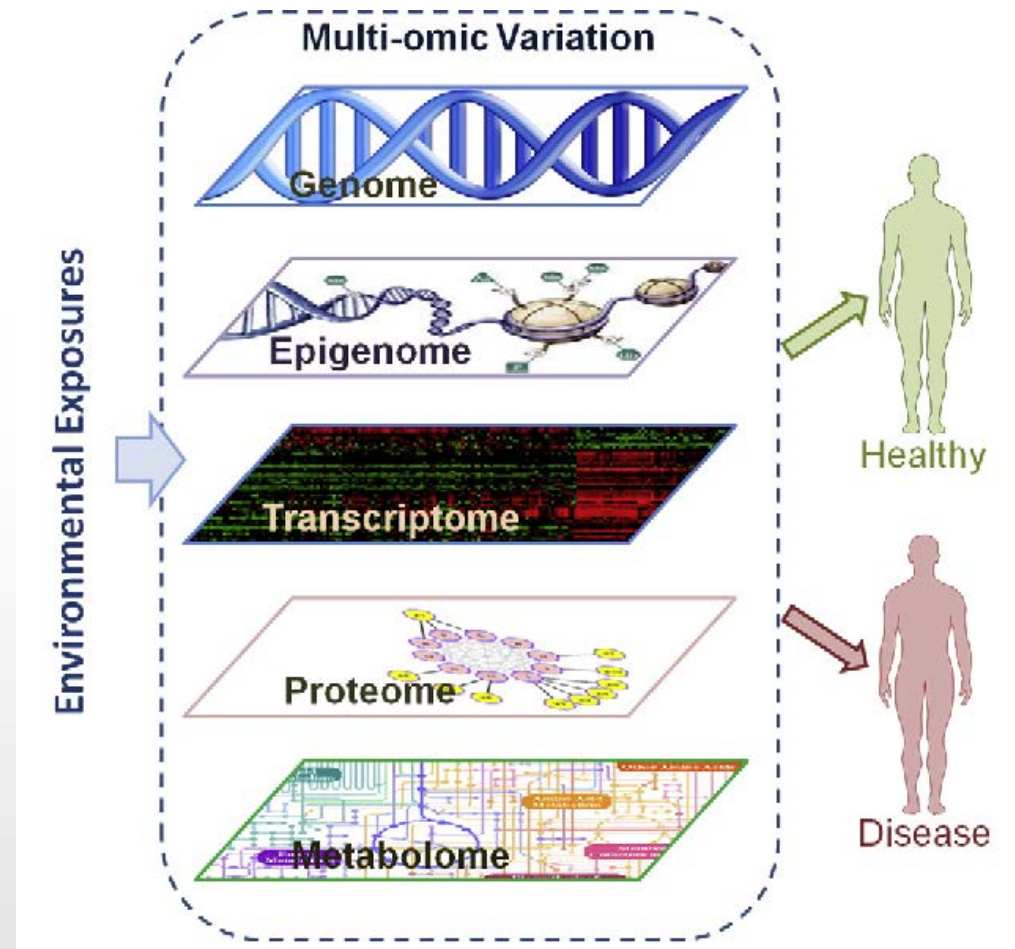 Multi-omic Variation
Genome
Epigenome
Environmental Exposures
Transcriptome
Proteome
Metabolome
Healthy
Disease